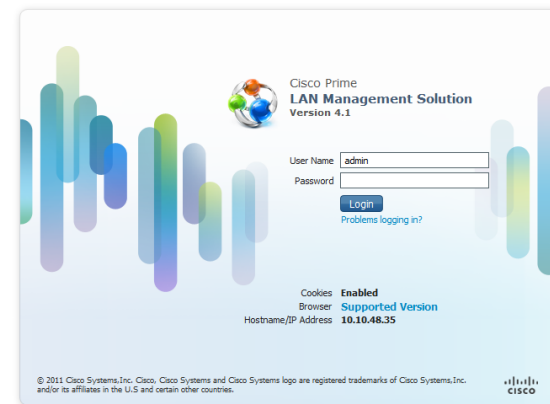 Cisco Prime
LAN Management Solution
Version 4.1
User Name admin
Password
Login
Problems logging in?
Cookies Enabled
Browser Supported Version
Hostname/IP Address 10.10.48.35
© 2011 Cisco Systems,Inc. Cisco, Cisco Systems and Cisco Systems logo are registered trademarks of Cisco Systems,Inc.
and/or its affiliates in the U.S and certain other countries.
CISCO